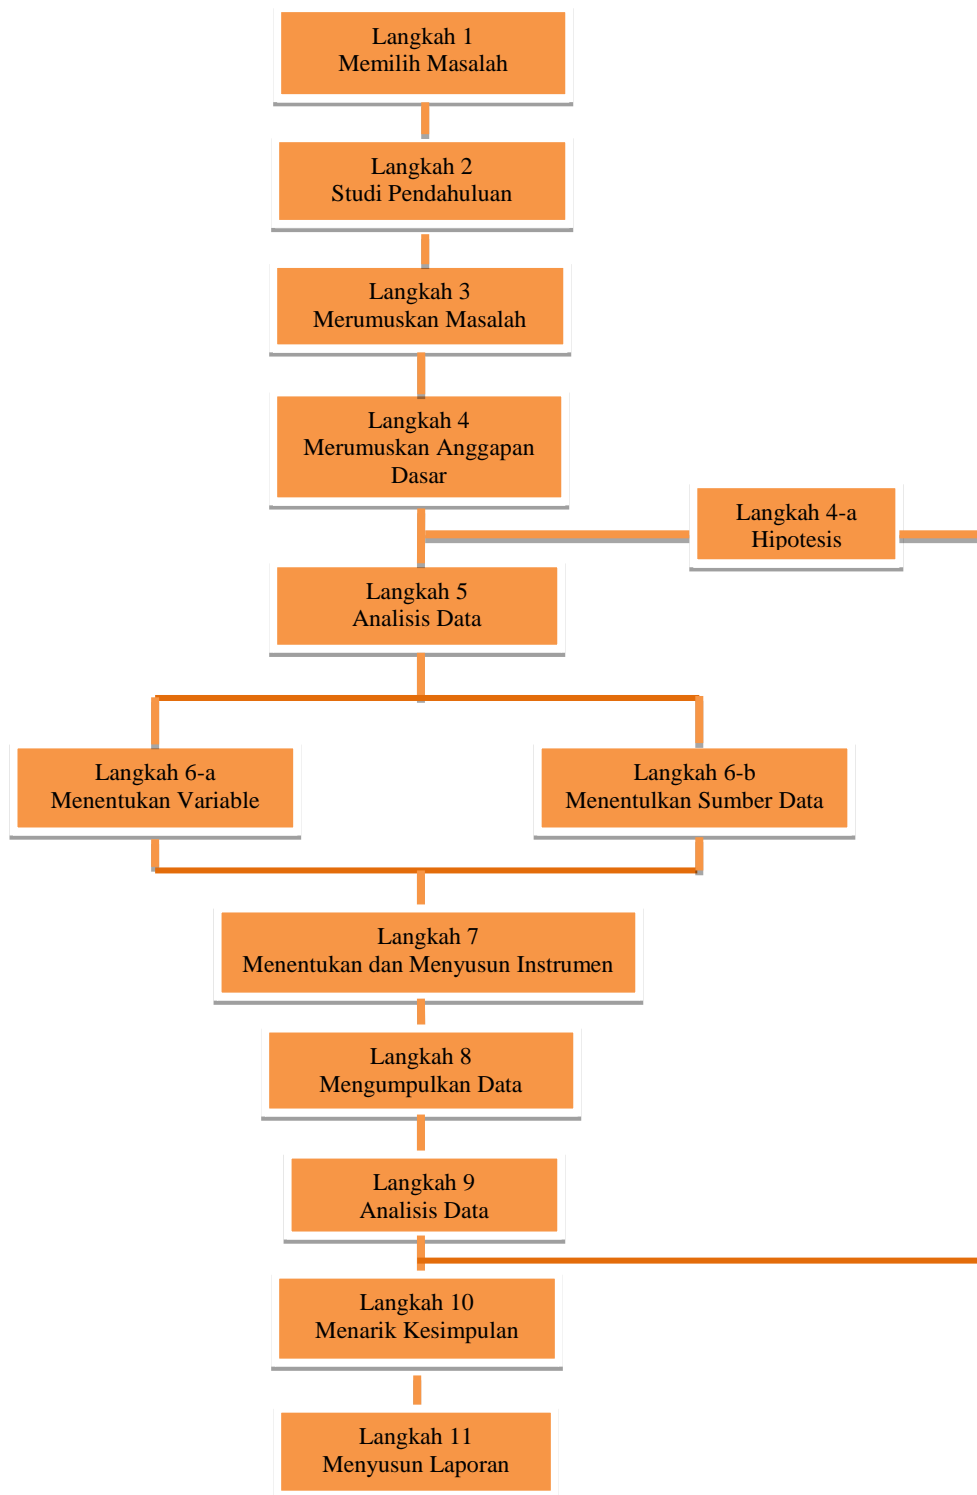 Langkah 1
Memilih Masalah
Langkah 2
Studi Pendahuluan
Langkah 3
Merumuskan Masalah
Langkah 4
Merumuskan Anggapan
Dasar
Langkah 4-a
Hipotesis
Langkah 5
Analisis Data
Langkah 6-a
Menentukan Variable
Langkah 6-b
Menentulkan Sumber Data
Langkah 7
Menentukan dan Menyusun Instrumen
Langkah 8
Mengumpulkan Data
Langkah 9
Analisis Data
Langkah 10
Menarik Kesimpulan
Langkah 11
Menyusun Laporan